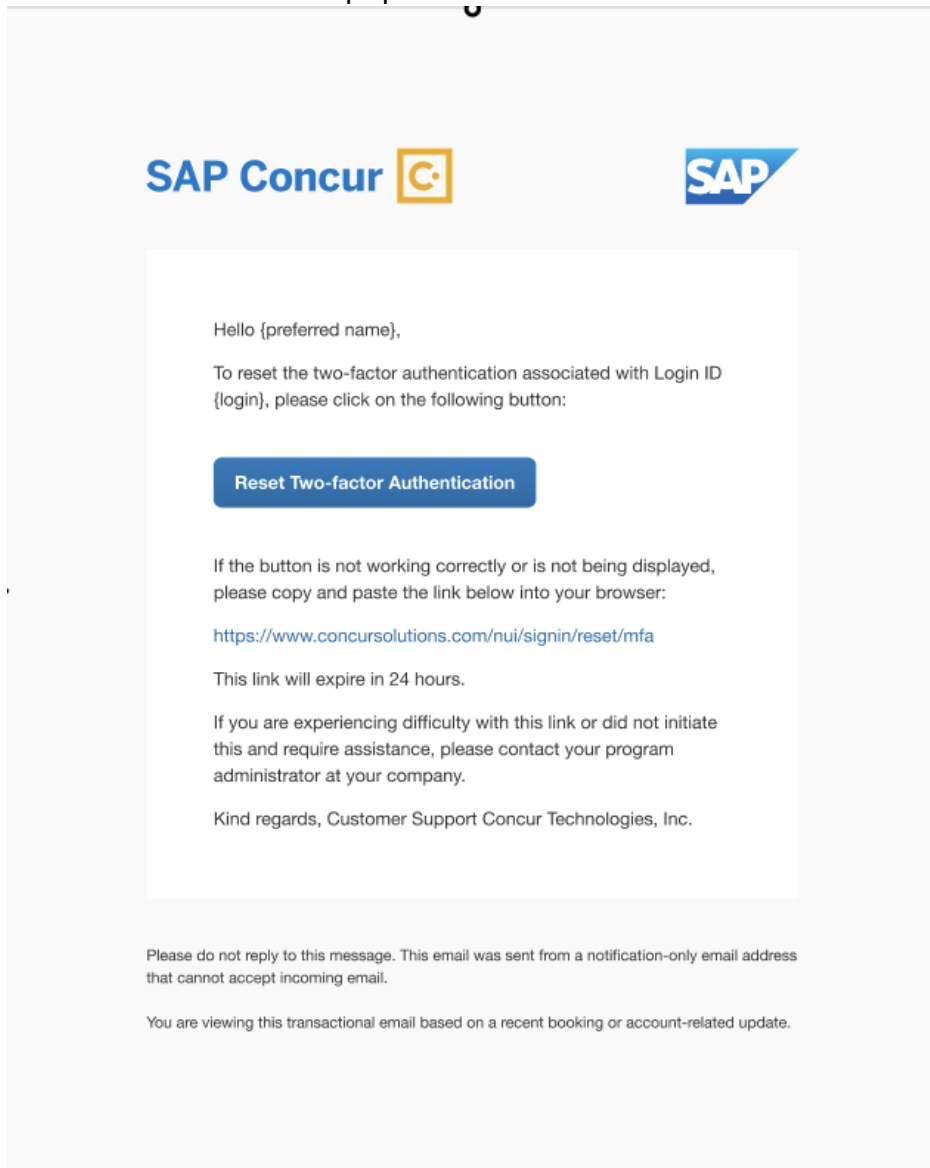 SAP Concur C
SAP
Hello {preferred name},
To reset the two-factor authentication associated with Login ID
{login}, please click on the following button:
Reset Two-factor Authentication
If the button is not working correctly or is not being displayed,
please copy and paste the link below into your browser:
https://www.concursolutions.com/nui/signin/reset/mfa
This link will expire in 24 hours.
If you are experiencing difficulty with this link or did not initiate
this and require assistance, please contact your program
administrator at your company.
Kind regards, Customer Support Concur Technologies, Inc.
Please do not reply to this message. This email was sent from a notification-only email address
that cannot accept incoming email.
You are viewing this transactional email based on a recent booking or account-related update.